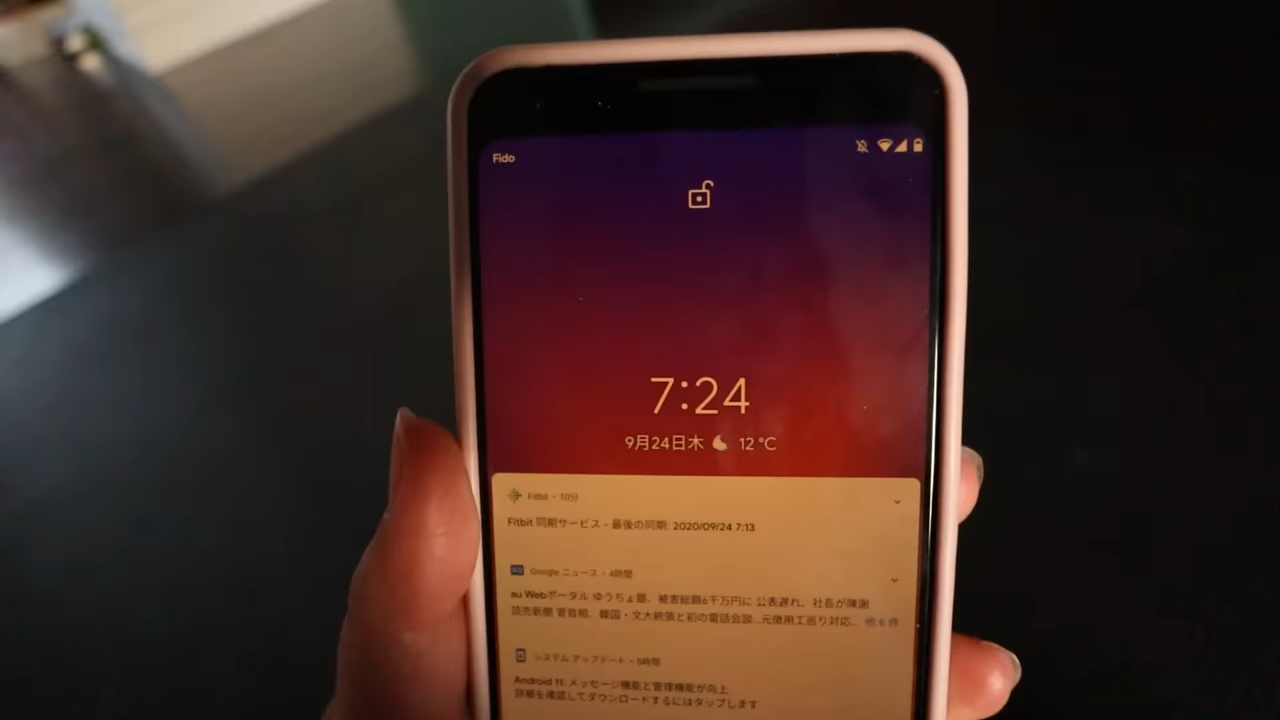 Fido
7:24
9月24日木 12 °C
Fitbit・10分
Fitbit 同期サービス - 最後の同期: 2020/09/24 7:13
Google ニュース・4時間
au Webポータル ゆうちょ銀、被害総額6千万円に 公表遅れ、社長が陳謝
読売新聞 菅首相、韓国・文大統領と初の電話会談…元徴用工巡り対応... 他 6 件
システム アップデート・5時間
Android 11: メッセージ機能と管理機能が向上
詳細を確認してダウンロードするにはタップします